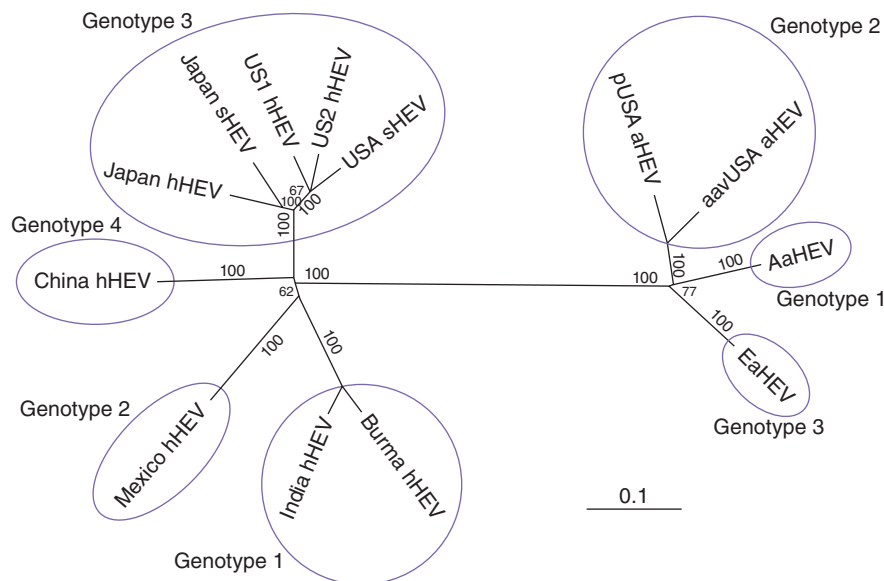 Genotype 3
Japan sHEV
US1 hHEV
US2 hHEV
USA sHEV
Japan hHEV
67
100
100
100
Genotype 4
China hHEV
100
100
62
100
100
Genotype 2
Mexico hHEV
India hHEV
Burma hHEV
Genotype 1
Genotype 2
pUSA aHEV
aavUSA aHEV
100
100
100
AaHEV
Genotype 1
77
100
EaHEV
Genotype 3
0.1